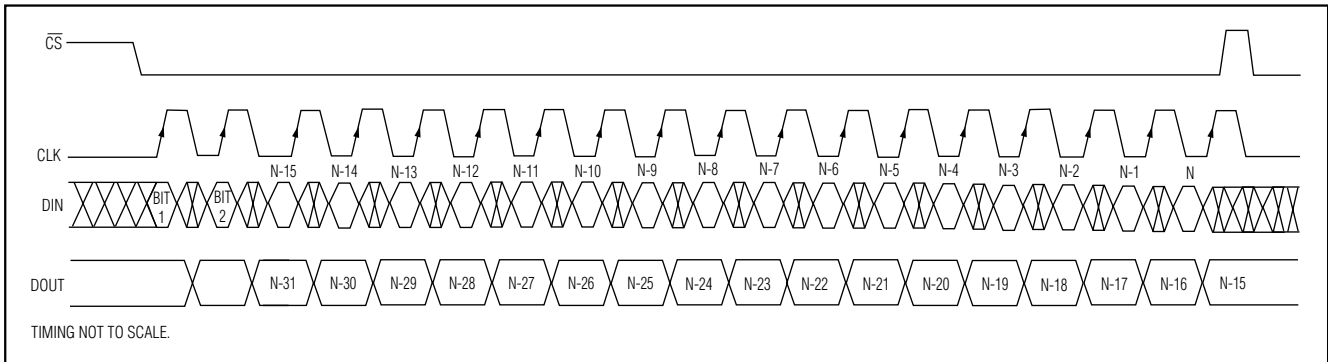 CS
CLK
N-15 N-14 N-13 N-12 N-11 N-10 N-9 N-8 N-7 N-6 N-5 N-4 N-3 N-2 N-1 N
DIN
BIT
1
BIT
2
DOUT
N-31 N-30 N-29 N-28 N-27 N-26 N-25 N-24 N-23 N-22 N-21 N-20 N-19 N-18 N-17 N-16 N-15
TIMING NOT TO SCALE.